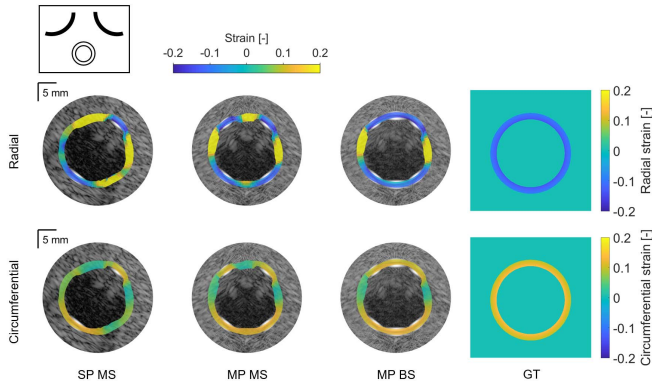 Strain [-]
-0.2 -0.1 0 0.1 0.2
5 mm
Radial
0.2
0.1
0
-0.1
-0.2
Radial strain [-]
5 mm
Circumferential
0.2
0.1
0
-0.1
-0.2
Circumferential strain [-]
SP MS MP MS MP BS GT